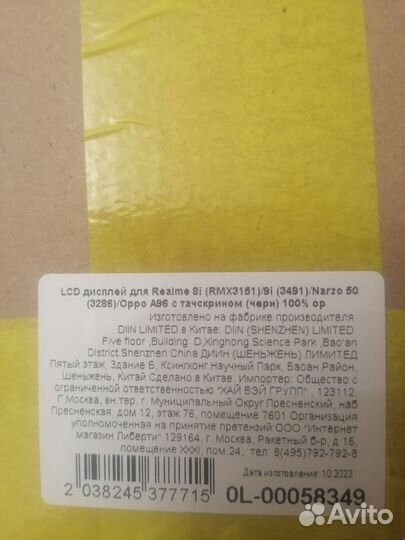 LCD дисплей для Realme 8i (RMX3151)/9i (3491)/Narzo 50
(3286)/Oppo A96 с тачскрином (черн) 100% ор
Изготовлено на фабрике производителя
DIIN LIMITED в Китае: DIIN (SHENZHEN) LIMITED
Five floor ,Building D,Xinghong Science Park ,Bao'an
District.Shenzhen China ДИИН (ШЕНЬЖЕНЬ) ЛИМИТЕД
Пятый этаж, Здание Б, Ксингхонг Научный Парк, Баоан Район,
Шеньжень, Китай Сделано в Китае. Импортер: Общество с
ограниченной ответственностью "ХАЙ ВЭЙ ГРУПП" , 123112,
Г.Москва, вн.тер. г. Муниципальный Округ Пресненский, наб
Пресненская, дом 12, этаж 76, помещение 7601 Организация
уполномоченная на принятие претензий:ООО "Интернет
магазин Либерти" 129164, г. Москва, Ракетный б-р, д.16,
помещение XXXI, пом.24, тел. 8(495)792-792-8
Дата изготовления: 10.2023
2 038245 377715
0L-00058349
Avito